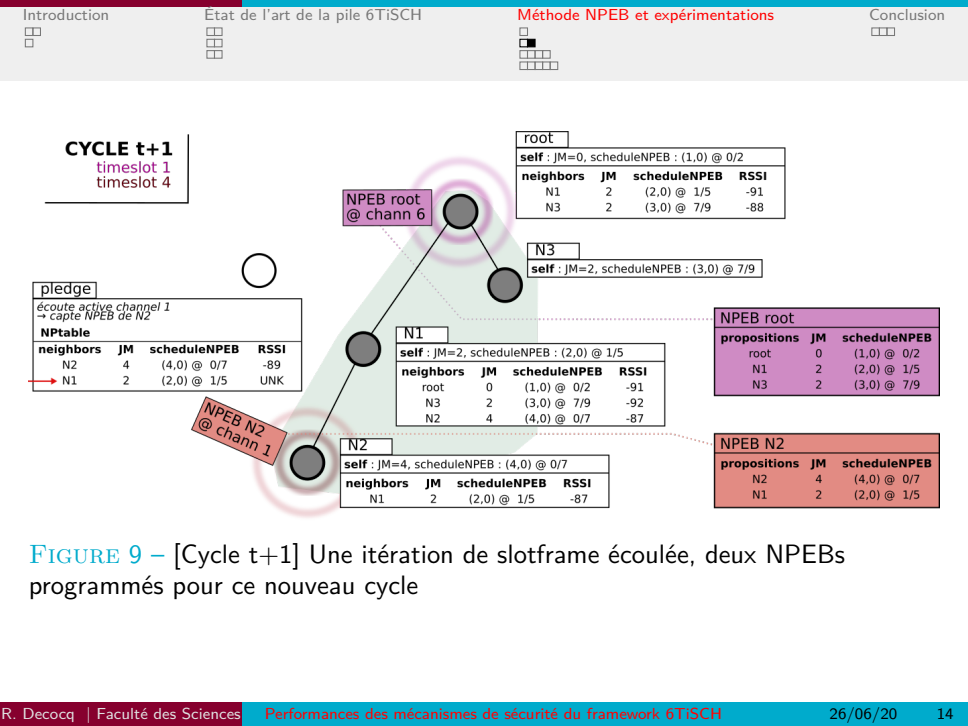 Introduction
État de l'art de la pile 6TiSCH
Méthode NPEB et expérimentations
Conclusion
CYCLE t+1
timeslot 1
timeslot 4
root
self : JM=0, scheduleNPEB : (1,0) @ 0/2
neighbors JM scheduleNPEB RSSI
N1 2 (2,0) @ 1/5 -91
N3 2 (3,0) @ 7/9 -88
NPEB root
@ chann 6
N3
self : JM=2, scheduleNPEB : (3,0) @ 7/9
pledge
écoute active channel 1
→ capte NPEB de N2
NPtable
neighbors JM scheduleNPEB RSSI
N2 4 (4,0) @ 0/7 -89
N1 2 (2,0) @ 1/5 UNK
N1
self : JM=2, scheduleNPEB : (2,0) @ 1/5
neighbors JM scheduleNPEB RSSI
root 0 (1,0) @ 0/2 -91
N3 2 (3,0) @ 7/9 -92
N2 4 (4,0) @ 0/7 -87
NPEB root
propositions JM scheduleNPEB
root 0 (1,0) @ 0/2
N1 2 (2,0) @ 1/5
N3 2 (3,0) @ 7/9
NPEB N2
@ chann 1
N2
self : JM=4, scheduleNPEB : (4,0) @ 0/7
neighbors JM scheduleNPEB RSSI
N1 2 (2,0) @ 1/5 -87
NPEB N2
propositions JM scheduleNPEB
N2 4 (4,0) @ 0/7
N1 2 (2,0) @ 1/5
FIGURE 9 – [Cycle t+1] Une itération de slotframe écoulée, deux NPEBs
programmés pour ce nouveau cycle
R. Decocq | Faculté des Sciences
Performances des mécanismes de sécurité du framework 6TiSCH
26/06/20
14